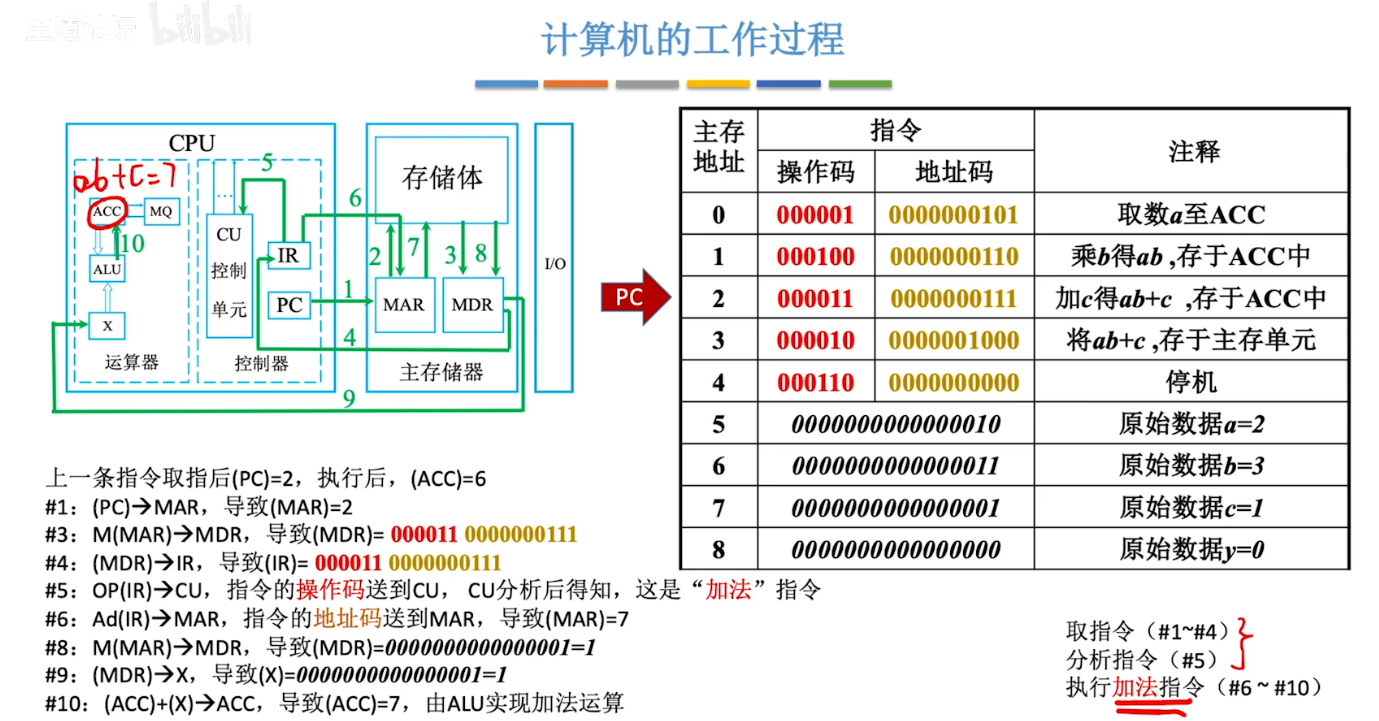 王道论坛 bilibili
计算机的工作过程
CPU
ab+c=7
ACC
MQ
ALU
X
运算器
5
...
CU
控制
单元
IR
PC
控制器
10
6
1
4
9
存储体
2
7
3
8
MAR
MDR
主存储器
I/O
PC
主存地址 指令 注释
操作码 地址码
0 000001 0000000101 取数a至ACC
1 000100 0000000110 乘b得ab ,存于ACC中
2 000011 0000000111 加c得ab+c ,存于ACC中
3 000010 0000001000 将ab+c ,存于主存单元
4 000110 0000000000 停机
5 0000000000000010 原始数据a=2
6 0000000000000011 原始数据b=3
7 0000000000000001 原始数据c=1
8 0000000000000000 原始数据y=0
上一条指令取指后(PC)=2，执行后，(ACC)=6
#1：(PC)→MAR，导致(MAR)=2
#3：M(MAR)→MDR，导致(MDR)= 000011 0000000111
#4：(MDR)→IR，导致(IR)= 000011 0000000111
#5：OP(IR)→CU，指令的操作码送到CU， CU分析后得知，这是“加法”指令
#6：Ad(IR)→MAR，指令的地址码送到MAR，导致(MAR)=7
#8：M(MAR)→MDR，导致(MDR)=0000000000000001=1
#9：(MDR)→X，导致(X)=0000000000000001=1
#10：(ACC)+(X)→ACC，导致(ACC)=7，由ALU实现加法运算
取指令（#1~#4）
分析指令（#5）
执行加法指令（#6 ~ #10）